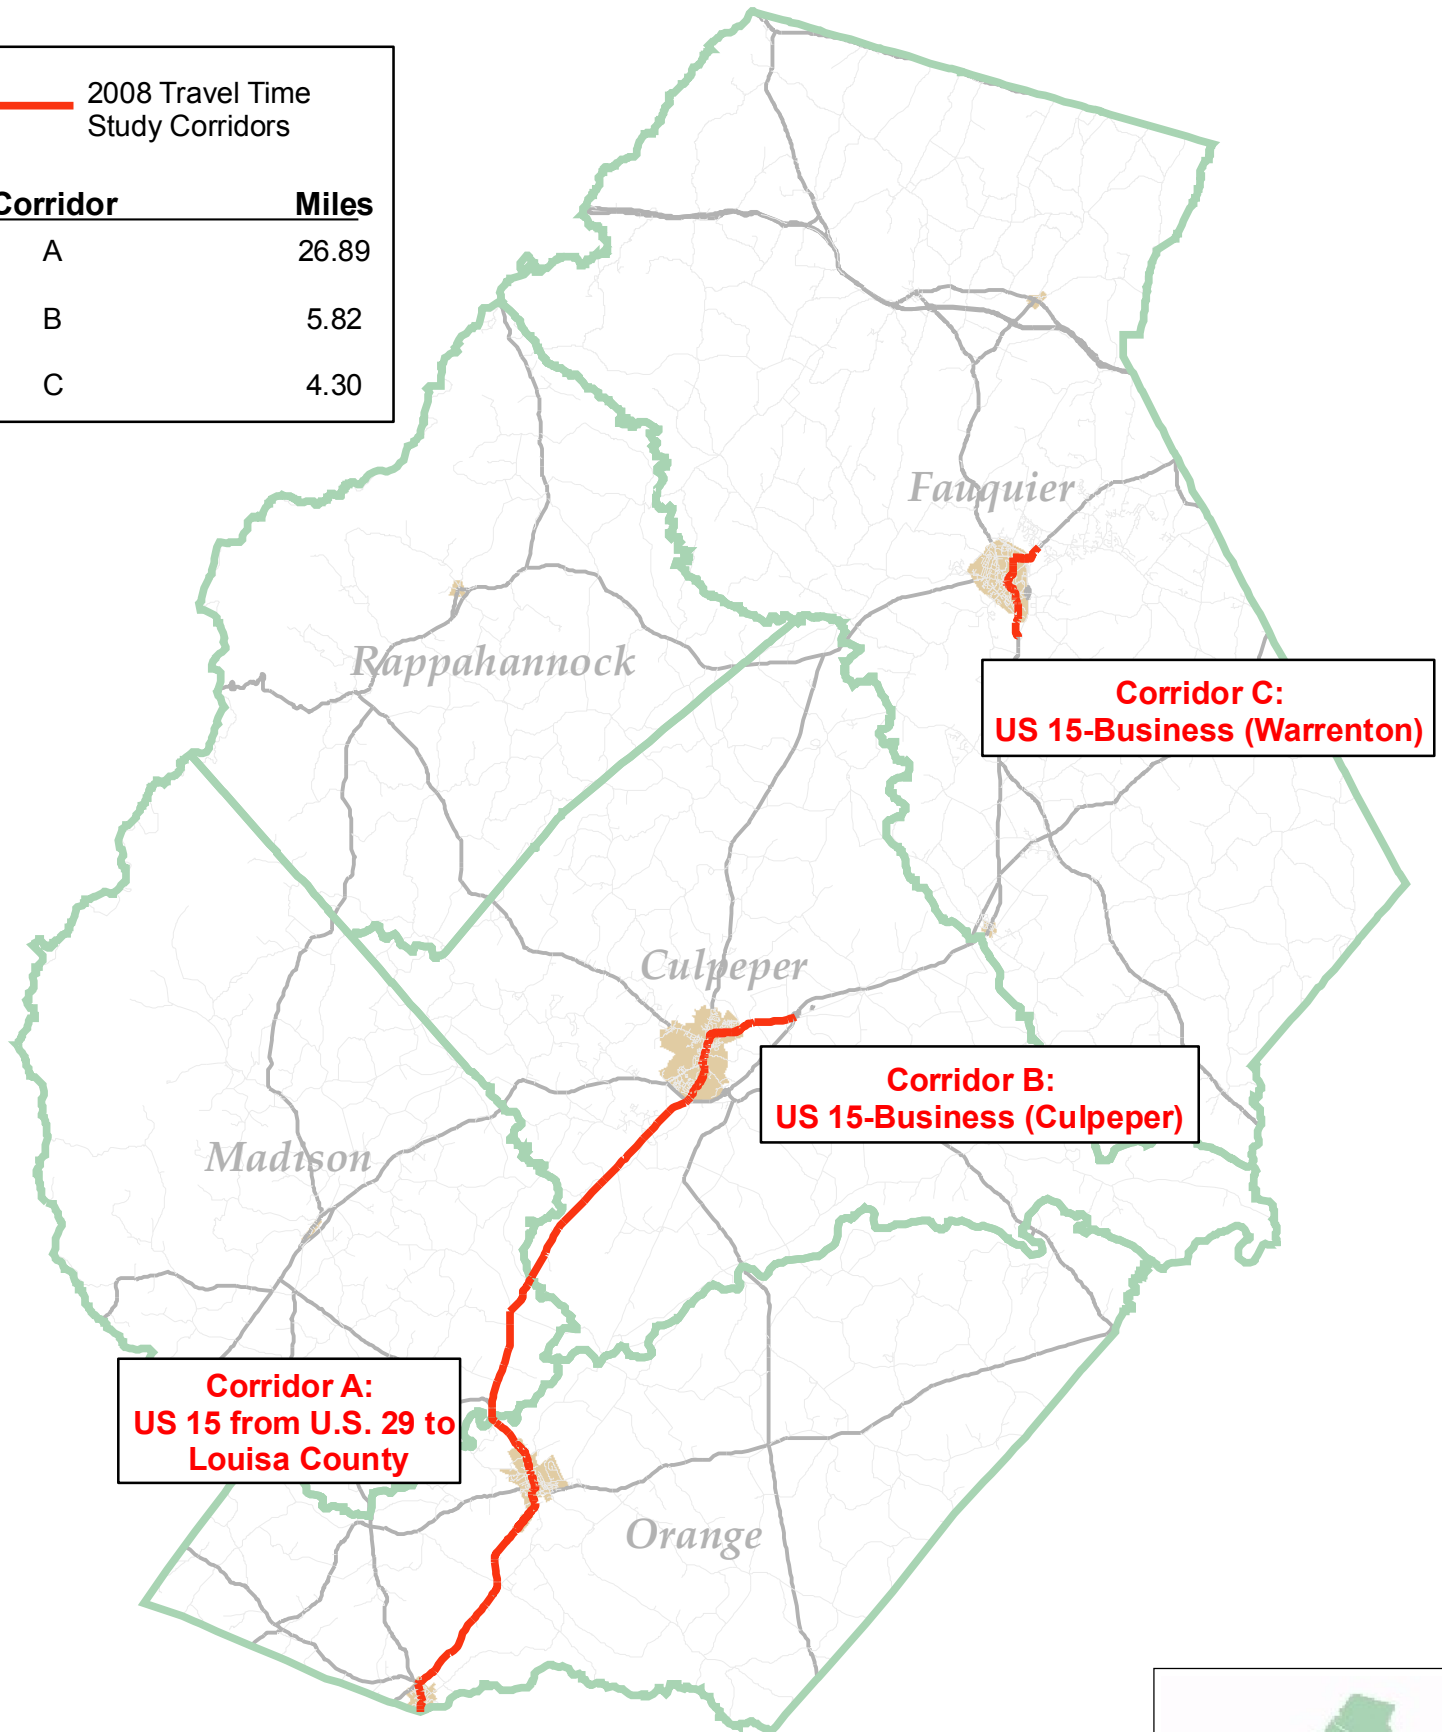 2008 Travel Time
Study Corridors
Corridor Miles
A 26.89
B 5.82
C 4.30
Fauquier
Rappahannock
Corridor C:
US 15-Business (Warrenton)
Culpeper
Corridor B:
US 15-Business (Culpeper)
Madison
Corridor A:
US 15 from U.S. 29 to
Louisa County
Orange